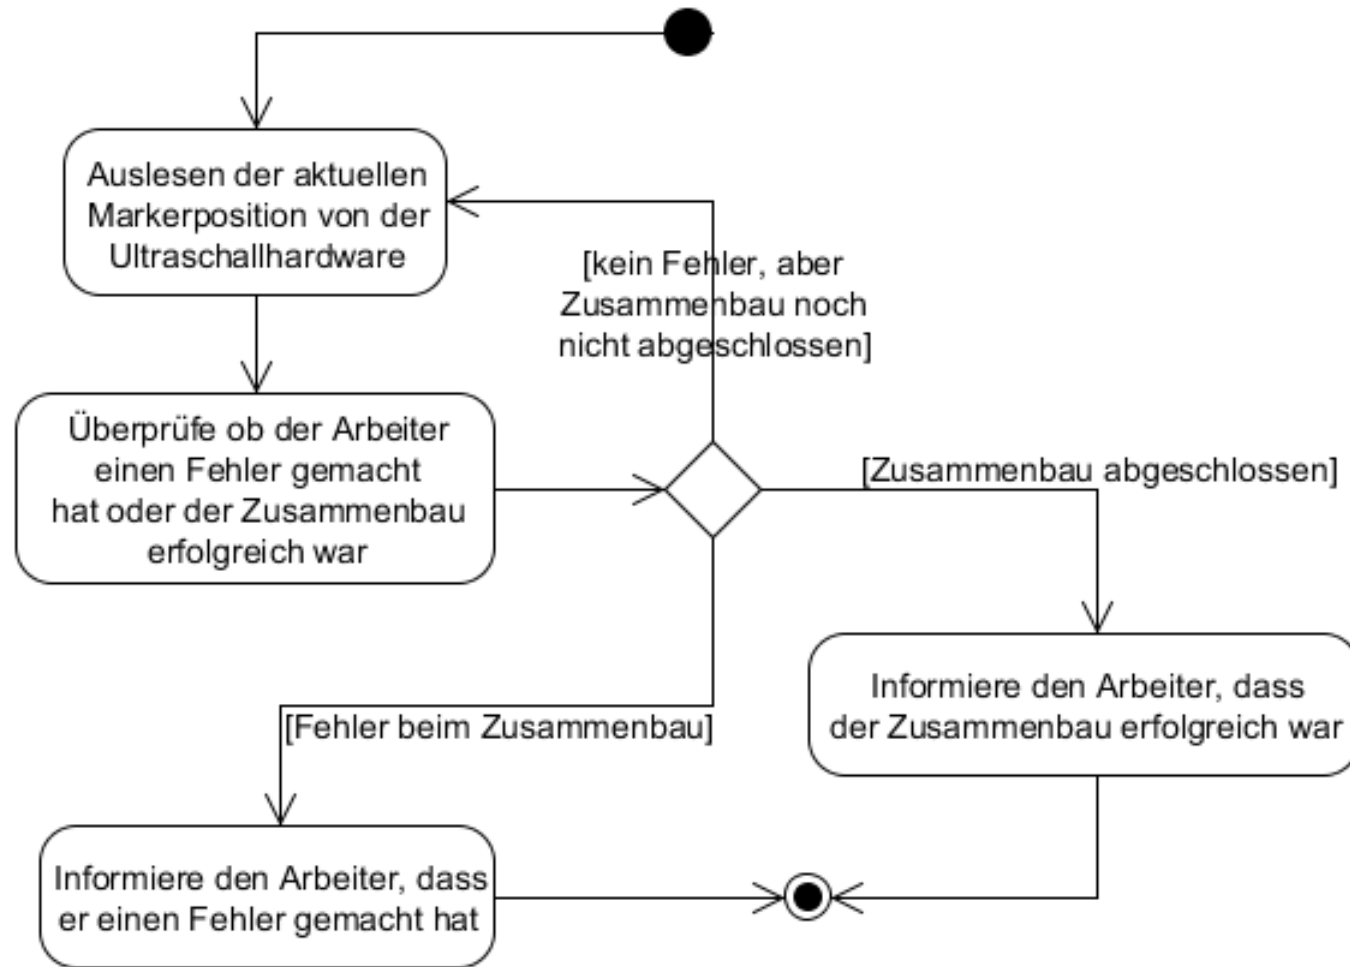 Auslesen der aktuellen
Markerposition von der
Ultraschallhardware
[kein Fehler, aber
Zusammenbau noch
nicht abgeschlossen]
Überprüfe ob der Arbeiter
einen Fehler gemacht
hat oder der Zusammenbau
erfolgreich war
[Zusammenbau abgeschlossen]
Informiere den Arbeiter, dass
der Zusammenbau erfolgreich war
[Fehler beim Zusammenbau]
Informiere den Arbeiter, dass
er einen Fehler gemacht hat